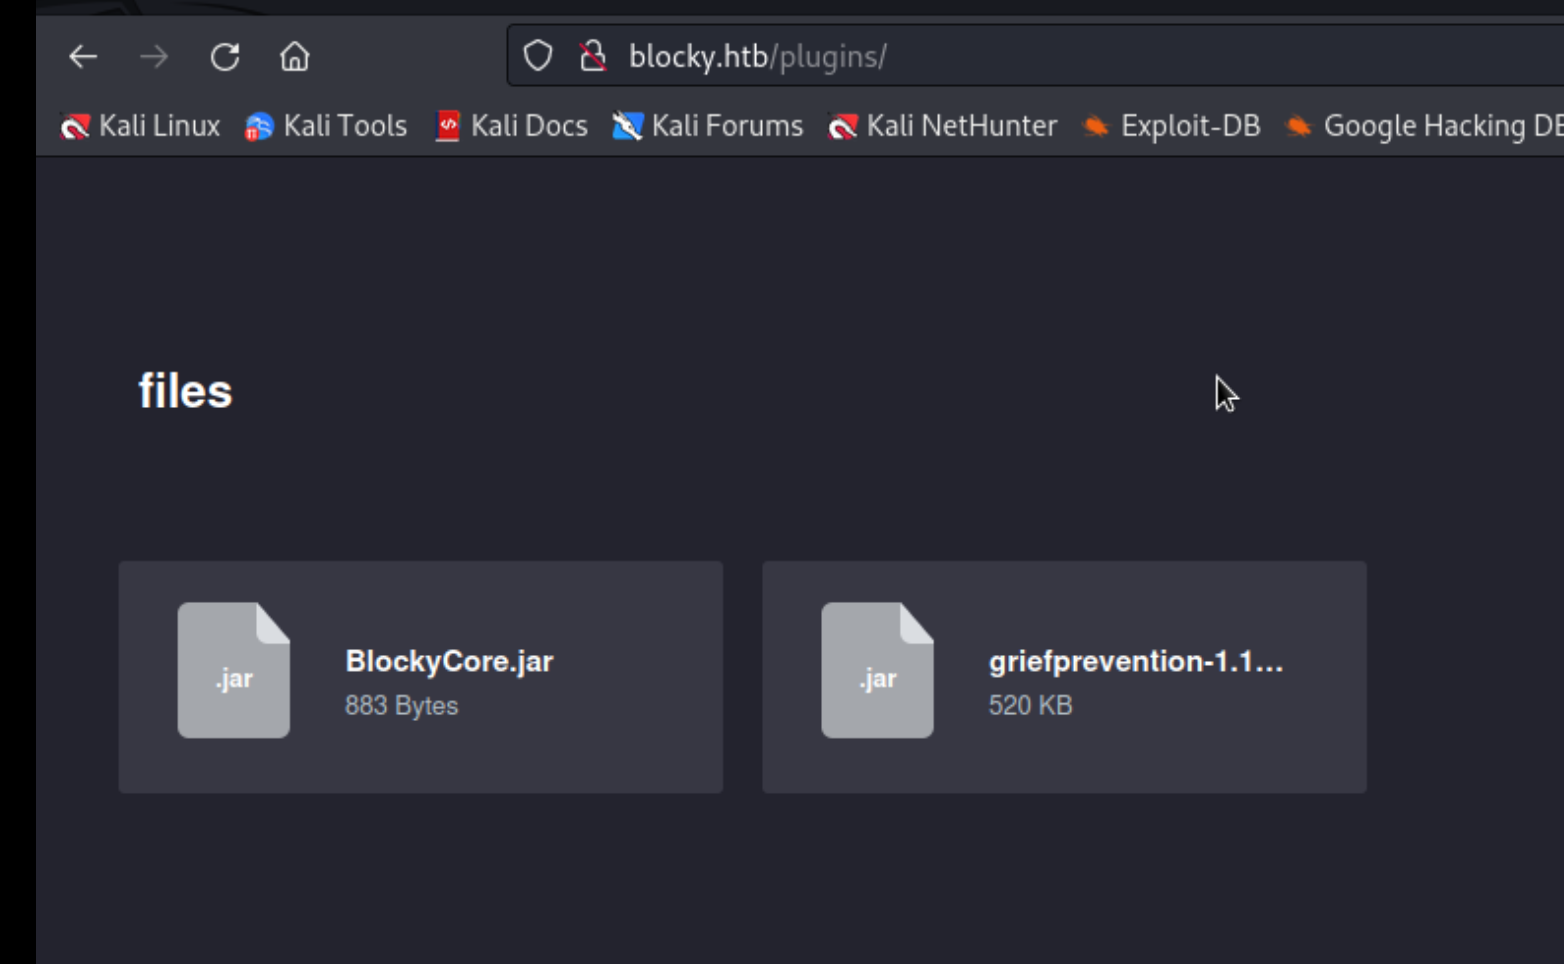 blocky.htb/plugins/
Kali Linux Kali Tools Kali Docs Kali Forums Kali NetHunter Exploit-DB Google Hacking DB
files
.jar BlockyCore.jar
883 Bytes
.jar griefprevention-1.1...
520 KB